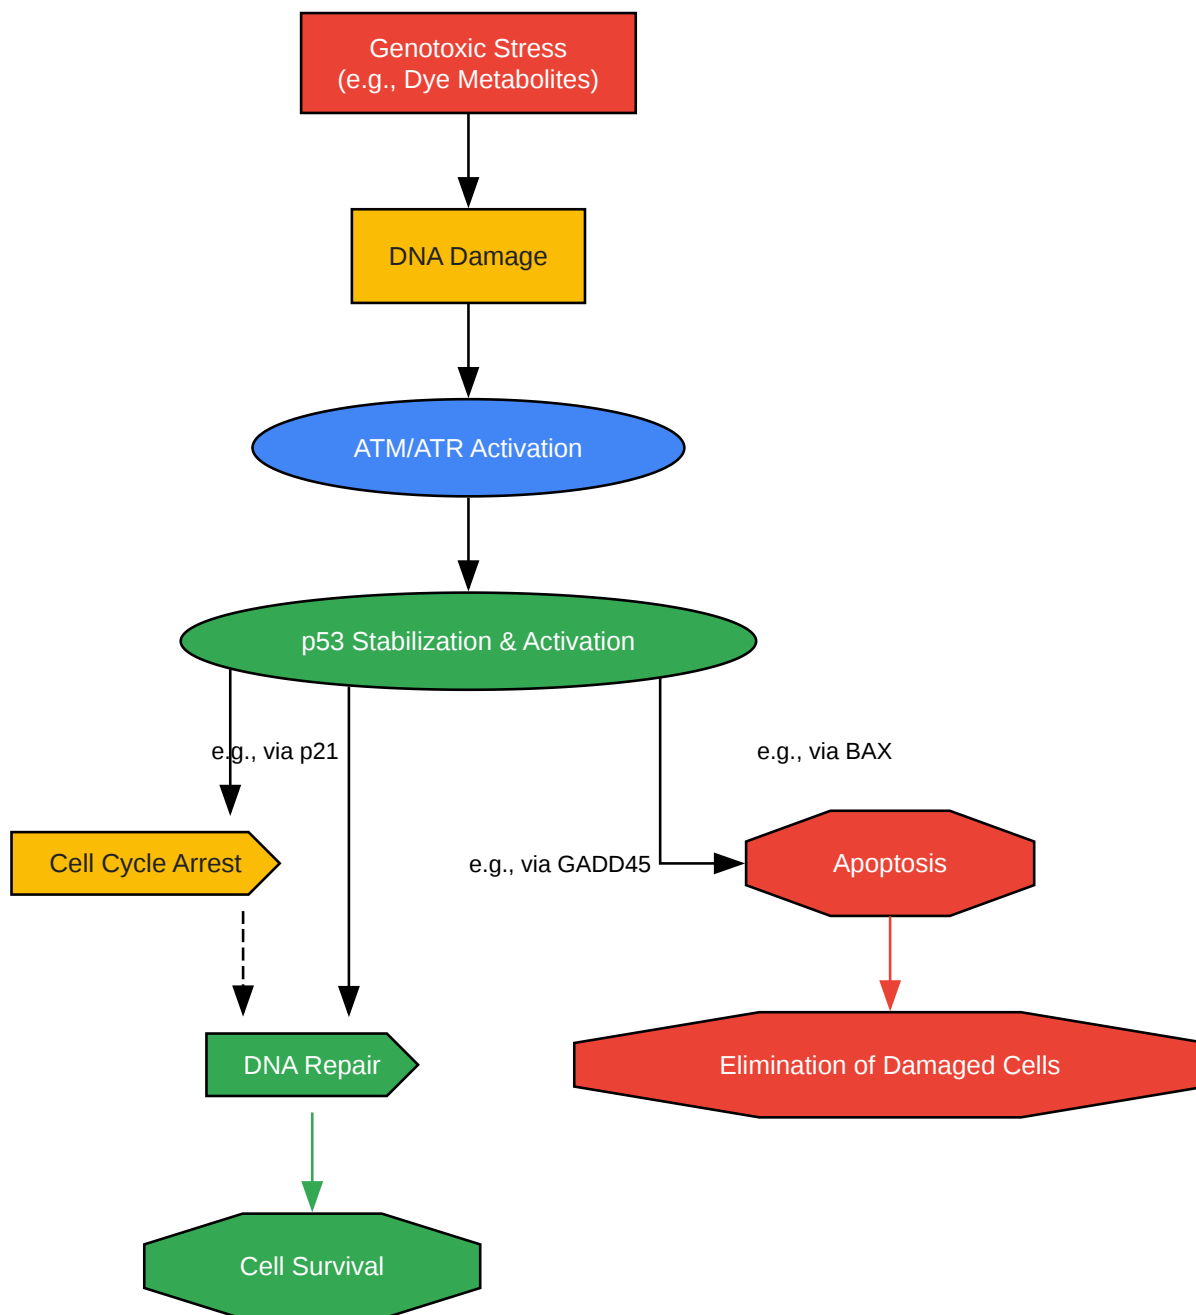 Genotoxic Stress
(e.g., Dye Metabolites)
DNA Damage
ATM/ATR Activation
p53 Stabilization & Activation
e.g., via p21
e.g., via BAX
Cell Cycle Arrest
e.g., via GADD45
Apoptosis
DNA Repair
Elimination of Damaged Cells
Cell Survival